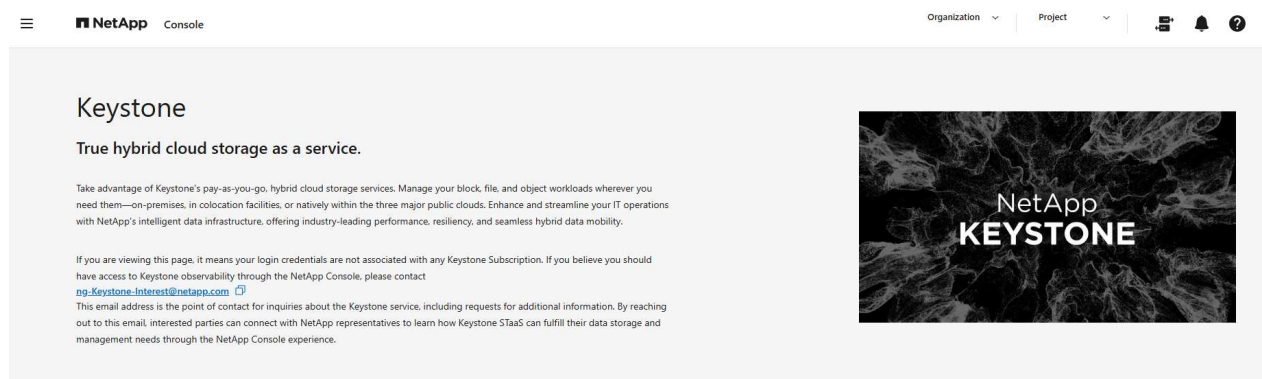 NetApp Console
Organization
Project
Keystone
True hybrid cloud storage as a service.
Take advantage of Keystone's pay-as-you-go, hybrid cloud storage services. Manage your block, file, and object workloads wherever you
need them—on-premises, in colocation facilities, or natively within the three major public clouds. Enhance and streamline your IT operations
with NetApp's intelligent data infrastructure, offering industry-leading performance, resiliency, and seamless hybrid data mobility.
If you are viewing this page, it means your login credentials are not associated with any Keystone Subscription. If you believe you should
have access to Keystone observability through the NetApp Console, please contact
ng-Keystone-Interest@netapp.com
This email address is the point of contact for inquiries about the Keystone service, including requests for additional information. By reaching
out to this email, interested parties can connect with NetApp representatives to learn how Keystone STaaS can fulfill their data storage and
management needs through the NetApp Console experience.
NetApp
KEYSTONE